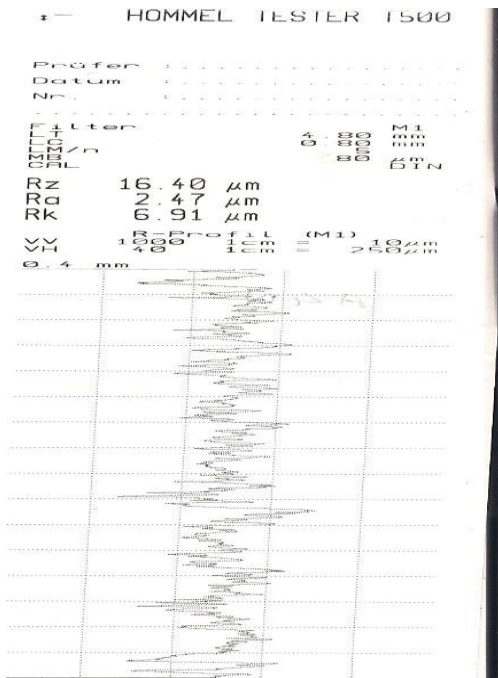 HOMMEL TESTER T500
Prüfer : . . . . . . . . . . . . . . .
Datum : . . . . . . . . . . . . . . .
Nr. : . . . . . . . . . . . . . . .
Filter M1
LT 4.80 mm
LC 0.80 mm
LM/n 5
MB 80 µm
CAL DIN
Rz 16.40 µm
Ra 2.47 µm
Rk 6.91 µm
R-Profil (M1)
VV 1000 1cm = 10µm
VH 40 1cm = 250µm
0.4 mm